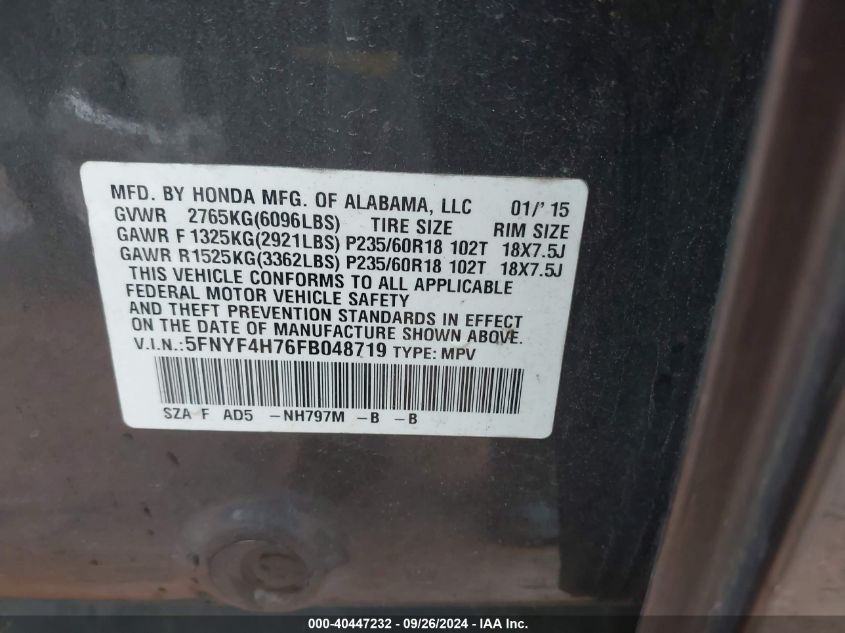 MFD. BY HONDA MFG. OF ALABAMA, LLC 01/' 15
GVWR 2765KG(6096LBS) TIRE SIZE RIM SIZE
GAWR F 1325KG(2921LBS) P235/60R18 102T 18X7.5J
GAWR R1525KG(3362LBS) P235/60R18 102T 18X7.5J
THIS VEHICLE CONFORMS TO ALL APPLICABLE
FEDERAL MOTOR VEHICLE SAFETY
AND THEFT PREVENTION STANDARDS IN EFFECT
ON THE DATE OF MANUFACTURE SHOWN ABOVE.
V.I.N.:5FNYF4H76FB048719 TYPE: MPV
SZA F AD5 -NH797M -B -B
000-40447232 - 09/26/2024 - IAA Inc.